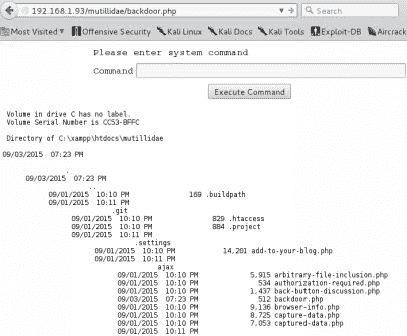 192.168.1.93/mutillidae/backdoor.php
Search
Most Visited Offensive Security Kali Linux Kali Docs Kali Tools Exploit-DB Aircrack
Please enter system command
Command
Execute Command
Volume in drive C has no label.
Volume Serial Number is CC53-BFFC
Directory of C:\xampp\htdocs\mutillidae
09/03/2015 07:23 PM
.
09/03/2015 07:23 PM
..
09/01/2015 10:10 PM 169 .buildpath
09/01/2015 10:11 PM
.git
09/01/2015 10:10 PM 829 .htaccess
09/01/2015 10:10 PM 884 .project
09/01/2015 10:11 PM
.settings
09/01/2015 10:10 PM 14,201 add-to-your-blog.php
09/01/2015 10:11 PM
ajax
09/01/2015 10:10 PM 5,915 arbitrary-file-inclusion.php
09/01/2015 10:10 PM 534 authorization-required.php
09/01/2015 10:10 PM 1,437 back-button-discussion.php
09/03/2015 07:23 PM 512 backdoor.php
09/01/2015 10:10 PM 9,136 browser-info.php
09/01/2015 10:10 PM 8,725 capture-data.php
09/01/2015 10:10 PM 7,053 captured-data.php
09/01/2015 10:11 PM